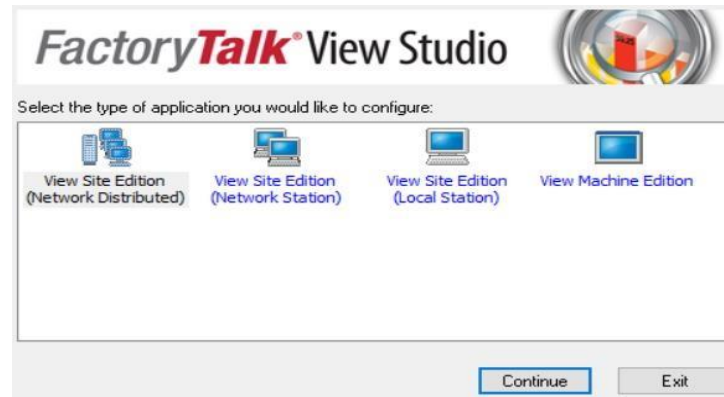 FactoryTalk® View Studio
Select the type of application you would like to configure:
View Site Edition
(Network Distributed)
View Site Edition
(Network Station)
View Site Edition
(Local Station)
View Machine Edition
Continue
Exit